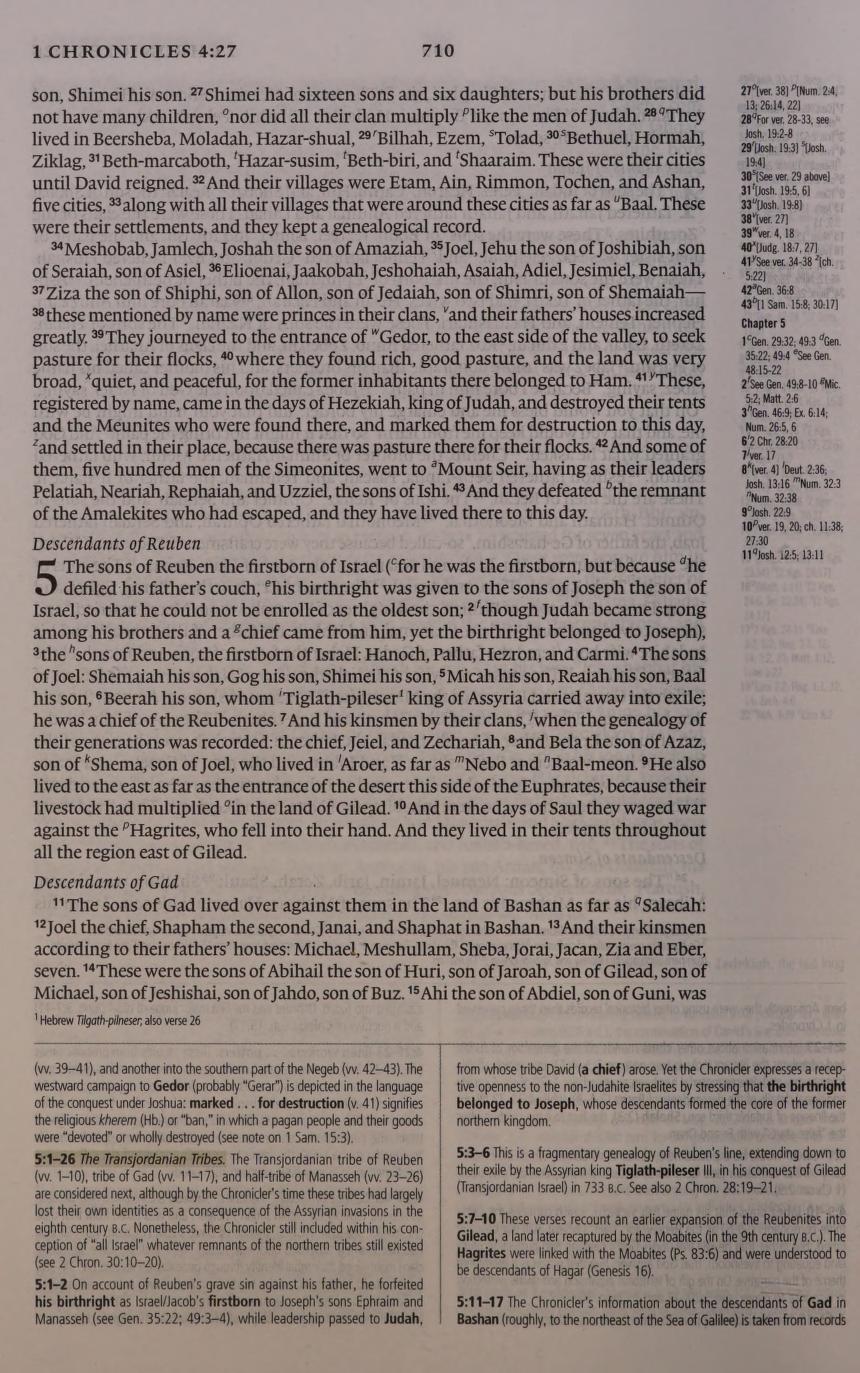 1 CHRONICLES 4:27
710
son, Shimei his son. 27 Shimei had sixteen sons and six daughters; but his brothers did
not have many children, onor did all their clan multiply plike the men of Judah. 28 qThey
lived in Beersheba, Moladah, Hazar-shual, 29 rBilhah, Ezem, sTolad, 30 sBethuel, Hormah,
Ziklag, 31 Beth-marcaboth, tHazar-susim, tBeth-biri, and tShaaraim. These were their cities
until David reigned. 32 And their villages were Etam, Ain, Rimmon, Tochen, and Ashan,
five cities, 33 along with all their villages that were around these cities as far as uBaal. These
were their settlements, and they kept a genealogical record.
34 Meshobab, Jamlech, Joshah the son of Amaziah, 35 Joel, Jehu the son of Joshibiah, son
of Seraiah, son of Asiel, 36 Elioenai, Jaakobah, Jeshohaiah, Asaiah, Adiel, Jesimiel, Benaiah,
37 Ziza the son of Shiphi, son of Allon, son of Jedaiah, son of Shimri, son of Shemaiah—
38 these mentioned by name were princes in their clans, vand their fathers' houses increased
greatly. 39 They journeyed to the entrance of wGedor, to the east side of the valley, to seek
pasture for their flocks, 40 where they found rich, good pasture, and the land was very
broad, xquiet, and peaceful, for the former inhabitants there belonged to Ham. 41 yThese,
registered by name, came in the days of Hezekiah, king of Judah, and destroyed their tents
and the Meunites who were found there, and marked them for destruction to this day,
zand settled in their place, because there was pasture there for their flocks. 42 And some of
them, five hundred men of the Simeonites, went to aMount Seir, having as their leaders
Pelatiah, Neariah, Rephaiah, and Uzziel, the sons of Ishi. 43 And they defeated bthe remnant
of the Amalekites who had escaped, and they have lived there to this day.
Descendants of Reuben
5 The sons of Reuben the firstborn of Israel (cfor he was the firstborn, but because dhe
defiled his father's couch, ehis birthright was given to the sons of Joseph the son of
Israel, so that he could not be enrolled as the oldest son; 2 fthough Judah became strong
among his brothers and a gchief came from him, yet the birthright belonged to Joseph),
3 the hsons of Reuben, the firstborn of Israel: Hanoch, Pallu, Hezron, and Carmi. 4 The sons
of Joel: Shemaiah his son, Gog his son, Shimei his son, 5 Micah his son, Reaiah his son, Baal
his son, 6 Beerah his son, whom iTiglath-pileser1 king of Assyria carried away into exile;
he was a chief of the Reubenites. 7 And his kinsmen by their clans, jwhen the genealogy of
their generations was recorded: the chief, Jeiel, and Zechariah, 8 and Bela the son of Azaz,
son of kShema, son of Joel, who lived in lAroer, as far as mNebo and nBaal-meon. 9 He also
lived to the east as far as the entrance of the desert this side of the Euphrates, because their
livestock had multiplied oin the land of Gilead. 10 And in the days of Saul they waged war
against the pHagrites, who fell into their hand. And they lived in their tents throughout
all the region east of Gilead.
Descendants of Gad
11 The sons of Gad lived over against them in the land of Bashan as far as qSalecah:
12 Joel the chief, Shapham the second, Janai, and Shaphat in Bashan. 13 And their kinsmen
according to their fathers' houses: Michael, Meshullam, Sheba, Jorai, Jacan, Zia and Eber,
seven. 14 These were the sons of Abihail the son of Huri, son of Jaroah, son of Gilead, son of
Michael, son of Jeshishai, son of Jahdo, son of Buz. 15 Ahi the son of Abdiel, son of Guni, was
1 Hebrew Tilgath-pilneser; also verse 26
27 o[ver. 38] p[Num. 2:4,
13; 26:14, 22]
28 qFor ver. 28-33, see
Josh. 19:2-8
29 r[Josh. 19:3] s[Josh.
19:4]
30 s[See ver. 29 above]
31 t[Josh. 19:5, 6]
33 u[Josh. 19:8]
38 v[ver. 27]
39 wver. 4, 18
40 x[Judg. 18:7, 27]
41 ySee ver. 34-38 z[ch.
5:22]
42 aGen. 36:8
43 b[1 Sam. 15:8; 30:17]
Chapter 5
1 cGen. 29:32; 49:3 dGen.
35:22; 49:4 eSee Gen.
48:15-22
2 fSee Gen. 49:8-10 gMic.
5:2; Matt. 2:6
3 hGen. 46:9; Ex. 6:14;
Num. 26:5, 6
6 i2 Chr. 28:20
7 jver. 17
8 k[ver. 4] lDeut. 2:36;
Josh. 13:16 mNum. 32:3
nNum. 32:38
9 oJosh. 22:9
10 pver. 19, 20; ch. 11:38;
27:30
11 qJosh. 12:5; 13:11
(vv. 39–41), and another into the southern part of the Negeb (vv. 42–43). The
westward campaign to Gedor (probably "Gerar") is depicted in the language
of the conquest under Joshua: marked . . . for destruction (v. 41) signifies
the religious kherem (Hb.) or "ban," in which a pagan people and their goods
were "devoted" or wholly destroyed (see note on 1 Sam. 15:3).
5:1–26 The Transjordanian Tribes. The Transjordanian tribe of Reuben
(vv. 1–10), tribe of Gad (vv. 11–17), and half-tribe of Manasseh (vv. 23–26)
are considered next, although by the Chronicler's time these tribes had largely
lost their own identities as a consequence of the Assyrian invasions in the
eighth century B.C. Nonetheless, the Chronicler still included within his con-
ception of "all Israel" whatever remnants of the northern tribes still existed
(see 2 Chron. 30:10–20).
5:1–2 On account of Reuben's grave sin against his father, he forfeited
his birthright as Israel/Jacob's firstborn to Joseph's sons Ephraim and
Manasseh (see Gen. 35:22; 49:3–4), while leadership passed to Judah,
from whose tribe David (a chief) arose. Yet the Chronicler expresses a recep-
tive openness to the non-Judahite Israelites by stressing that the birthright
belonged to Joseph, whose descendants formed the core of the former
northern kingdom.
5:3–6 This is a fragmentary genealogy of Reuben's line, extending down to
their exile by the Assyrian king Tiglath-pileser III, in his conquest of Gilead
(Transjordanian Israel) in 733 B.C. See also 2 Chron. 28:19–21.
5:7–10 These verses recount an earlier expansion of the Reubenites into
Gilead, a land later recaptured by the Moabites (in the 9th century B.C.). The
Hagrites were linked with the Moabites (Ps. 83:6) and were understood to
be descendants of Hagar (Genesis 16).
5:11–17 The Chronicler's information about the descendants of Gad in
Bashan (roughly, to the northeast of the Sea of Galilee) is taken from records